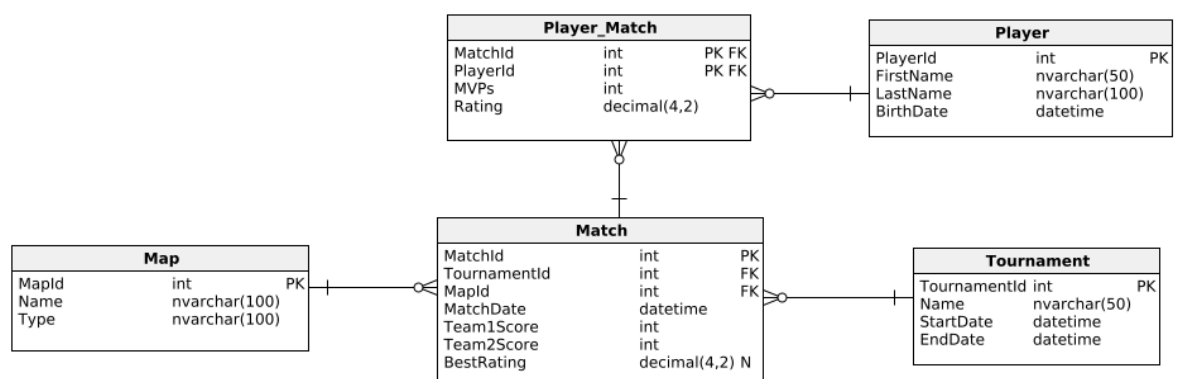 Player_Match
MatchId int PK FK
PlayerId int PK FK
MVPs int
Rating decimal(4,2)
Player
PlayerId int PK
FirstName nvarchar(50)
LastName nvarchar(100)
BirthDate datetime
Map
MapId int PK
Name nvarchar(100)
Type nvarchar(100)
Match
MatchId int PK
TournamentId int FK
MapId int FK
MatchDate datetime
Team1Score int
Team2Score int
BestRating decimal(4,2) N
Tournament
TournamentId int PK
Name nvarchar(50)
StartDate datetime
EndDate datetime